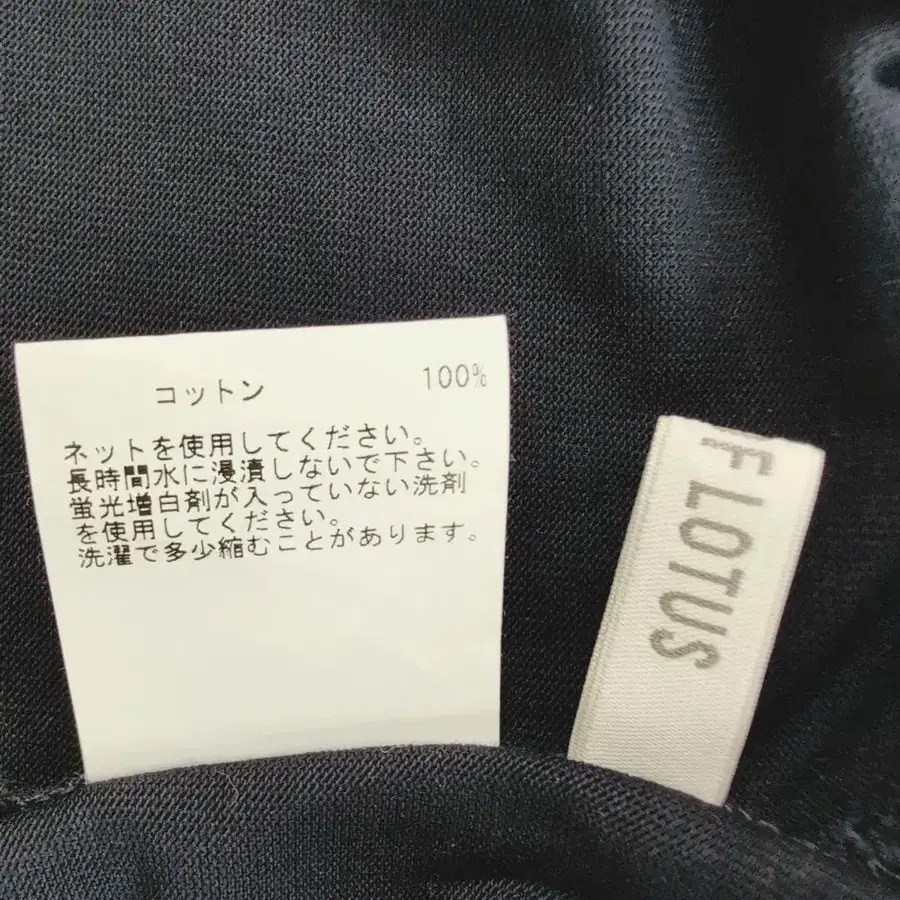 コットン 100%
ネットを使用してください。
長時間水に浸漬しないで下さい。
蛍光増白剤が入っていない洗剤
を使用してください。
洗濯で多少縮むことがあります。
F LOTUS